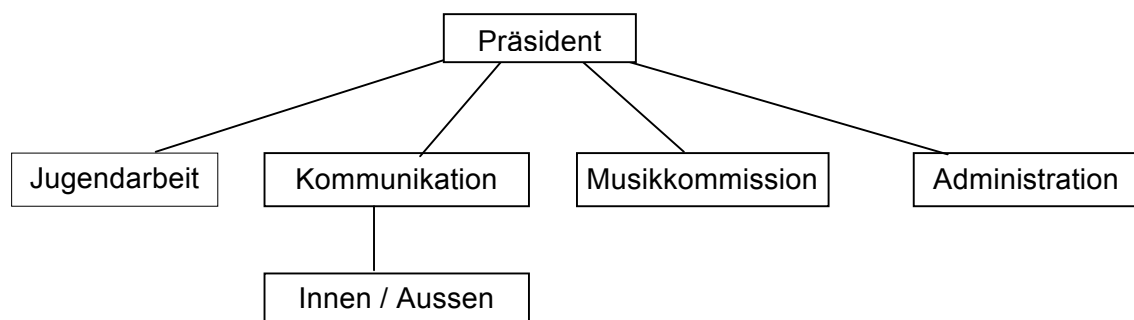 Präsident
Jugendarbeit
Kommunikation
Musikkommission
Administration
Innen / Aussen